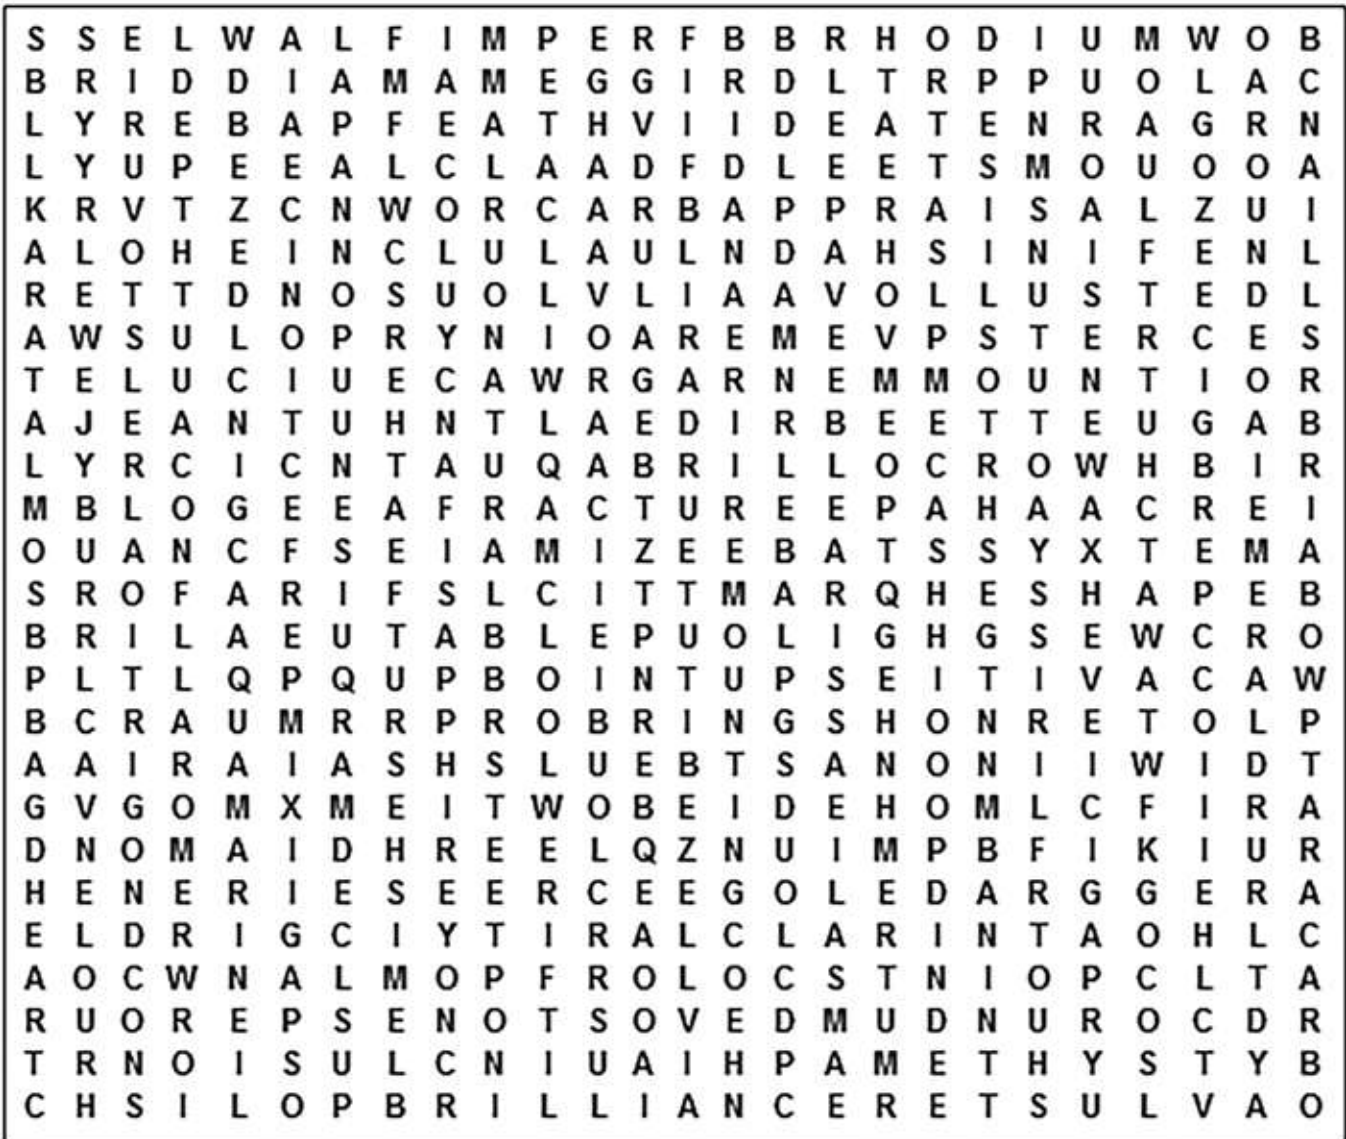 S S E L W A L F I M P E R F B B R H O D I U M W O B
B R I D D I A M A M E G G I R D L T R P P U O L A C
L Y R E B A P F E A T H V I I D E A T E N R A G R N
L Y U P E E A L C L A A D F D L E E T S M O U O O A
K R V T Z C N W O R C A R B A P P R A I S A L Z U I
A L O H E I N C L U L A U L N D A H S I N I F E N L
R E T T D N O S U O L V L I A A V O L L U S T E D L
A W S U L O P R Y N I O A R E M E V P S T E R C E S
T E L U C I U E C A W R G A R N E M M O U N T I O R
A J E A N T U H N T L A E D I R B E E T T E U G A B
L Y R C I C N T A U Q A B R I L L O C R O W H B I R
M B L O G E E A F R A C T U R E E P A H A A C R E I
O U A N C F S E I A M I Z E E B A T S S Y X T E M A
S R O F A R I F S L C I T T M A R Q H E S H A P E B
B R I L A E U T A B L E P U O L I G H G S E W C R O
P L T L Q P Q U P B O I N T U P S E I T I V A C A W
B C R A U M R R P R O B R I N G S H O N R E T O L P
A A I R A I A S H S L U E B T S A N O N I I W I D T
G V G O M X M E I T W O B E I D E H O M L C F I R A
D N O M A I D H R E E L Q Z N U I M P B F I K I U R
H E N E R I E S E E R C E E G O L E D A R G G E R A
E L D R I G C I Y T I R A L C L A R I N T A O H L C
A O C W N A L M O P F R O L O C S T N I O P C L T A
R U O R E P S E N O T S O V E D M U D N U R O C D R
T R N O I S U L C N I U A I H P A M E T H Y S T Y B
C H S I L O P B R I L L I A N C E R E T S U L V A O